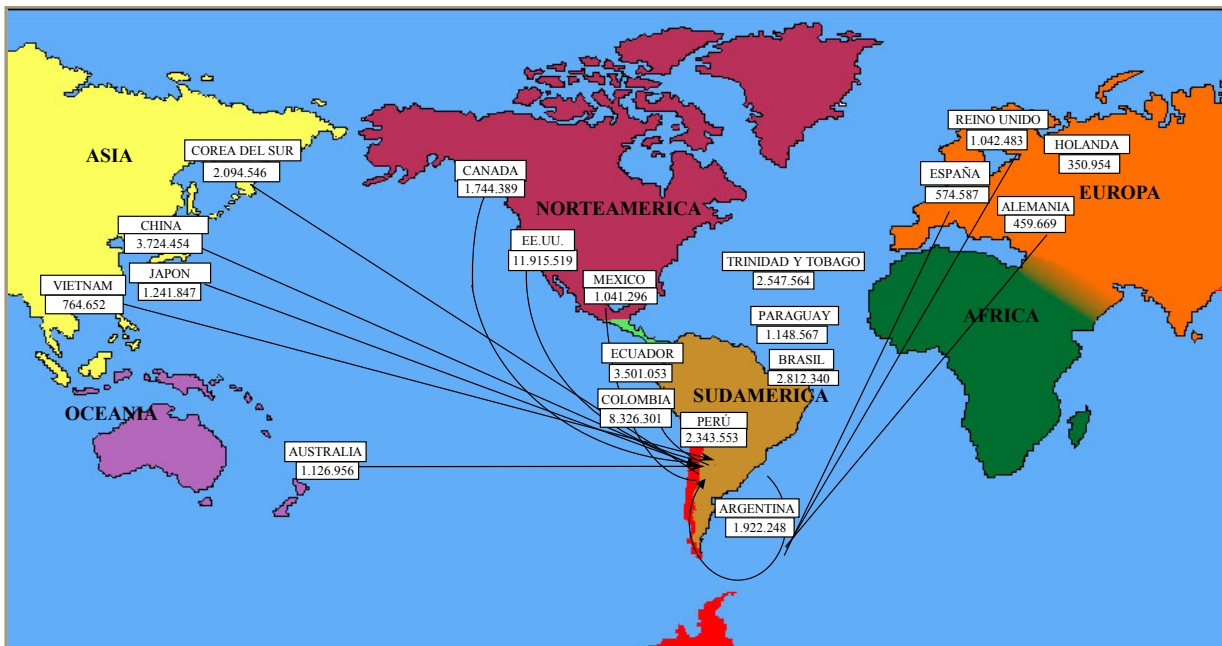 ASIA
COREA DEL SUR
2.094.546
CHINA
3.724.454
JAPON
1.241.847
VIETNAM
764.652
OCEANIA
AUSTRALIA
1.126.956
CANADA
1.744.389
NORTEAMERICA
EE.UU.
11.915.519
MEXICO
1.041.296
TRINIDAD Y TOBAGO
2.547.564
PARAGUAY
1.148.567
ECUADOR
3.501.053
BRASIL
2.812.340
SUDAMERICA
COLOMBIA
8.326.301
PERÚ
2.343.553
ARGENTINA
1.922.248
REINO UNIDO
1.042.483
HOLANDA
350.954
ESPAÑA
574.587
EUROPA
ALEMANIA
459.669
AFRICA